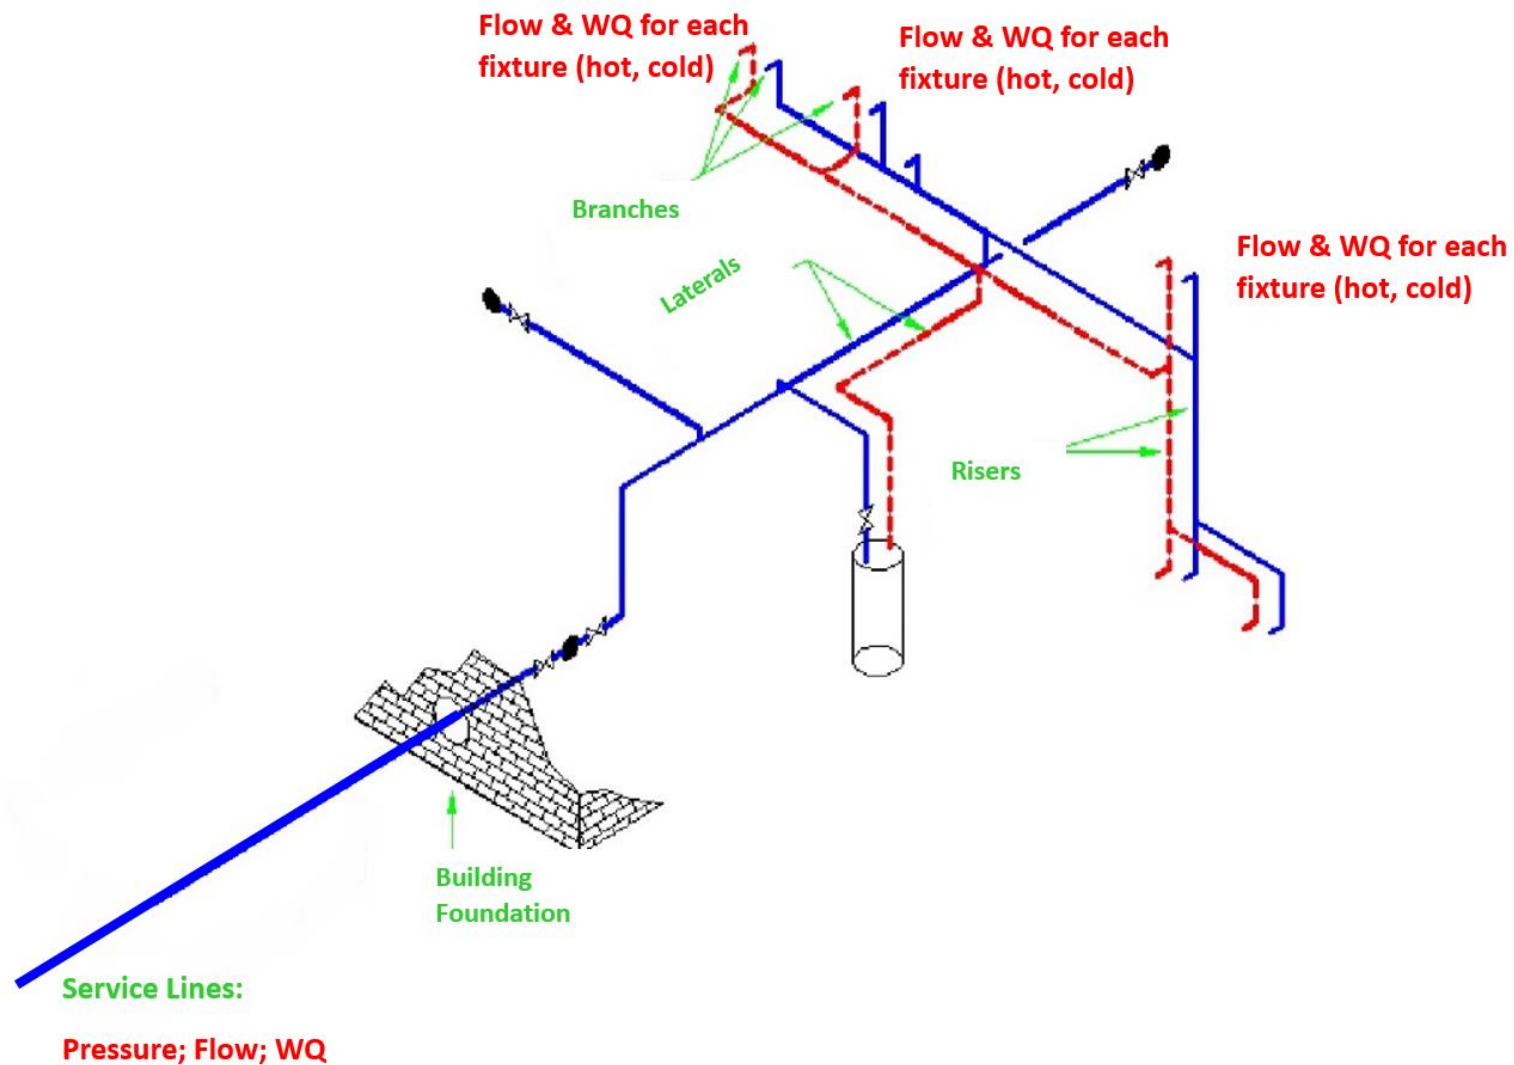 Flow & WQ for each
fixture (hot, cold)
Flow & WQ for each
fixture (hot, cold)
Branches
Flow & WQ for each
fixture (hot, cold)
Laterals
Risers
Building
Foundation
Service Lines:
Pressure; Flow; WQ